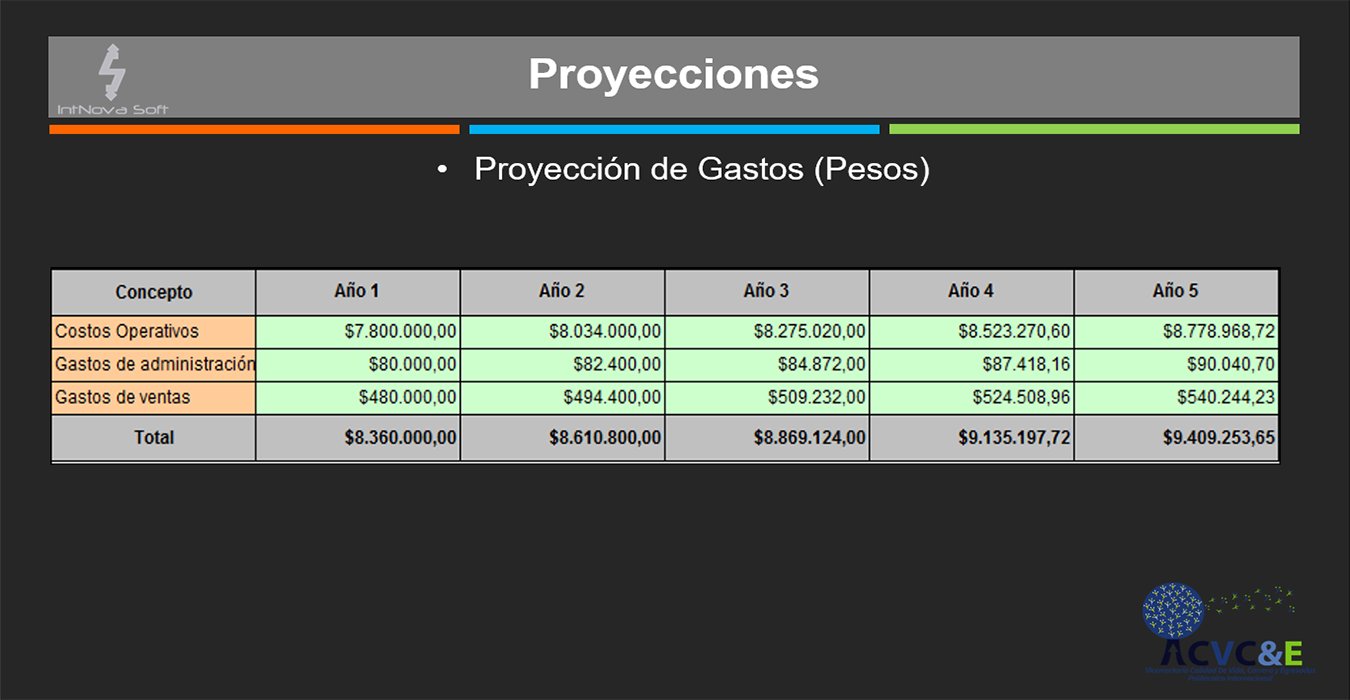 IntNova Soft
Proyecciones
• Proyección de Gastos (Pesos)
Concepto Año 1 Año 2 Año 3 Año 4 Año 5
Costos Operativos $7.800.000,00 $8.034.000,00 $8.275.020,00 $8.523.270,60 $8.778.968,72
Gastos de administración $80.000,00 $82.400,00 $84.872,00 $87.418,16 $90.040,70
Gastos de ventas $480.000,00 $494.400,00 $509.232,00 $524.508,96 $540.244,23
Total $8.360.000,00 $8.610.800,00 $8.869.124,00 $9.135.197,72 $9.409.253,65
ACVC&E